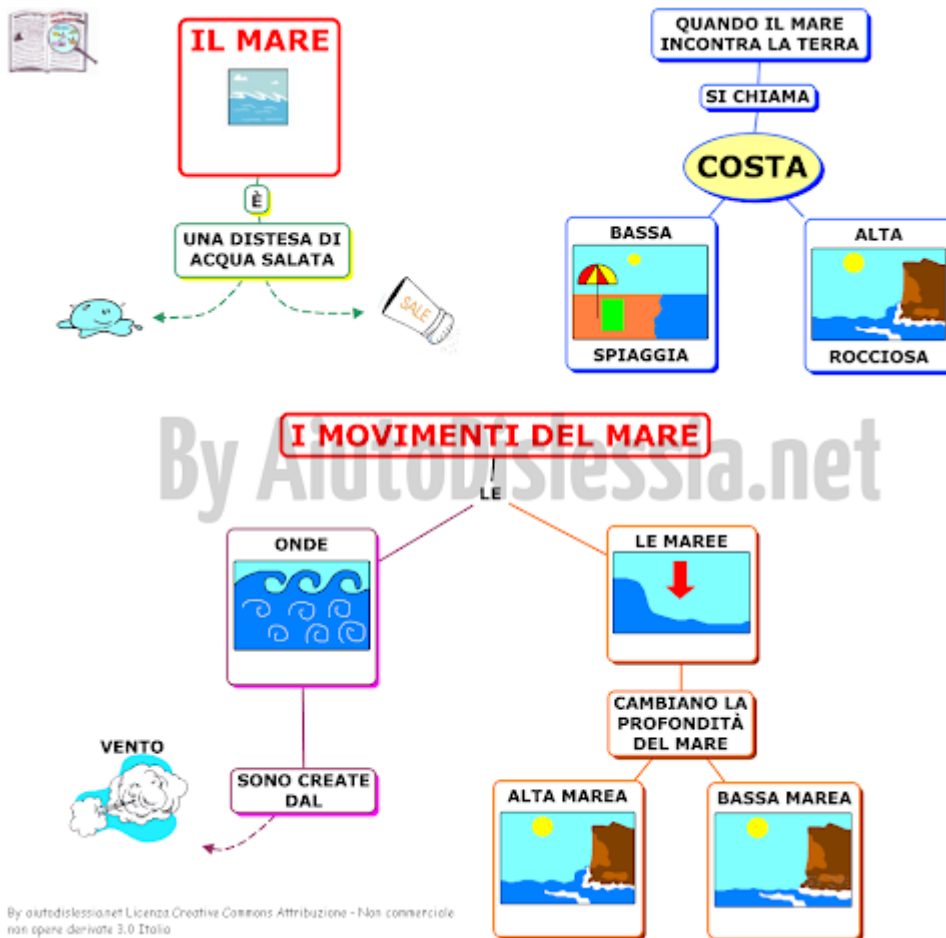 IL MARE
È
UNA DISTESA DI
ACQUA SALATA
SALE
QUANDO IL MARE
INCONTRA LA TERRA
SI CHIAMA
COSTA
BASSA
SPIAGGIA
ALTA
ROCCIOSA
By AiutoDislessia.net
I MOVIMENTI DEL MARE
LE
ONDE
SONO CREATE
DAL
VENTO
LE MAREE
CAMBIANO LA
PROFONDITÀ
DEL MARE
ALTA MAREA
BASSA MAREA
By aiutodislessia.net Licenza Creative Commons Attribuzione - Non commerciale
non opere derivate 3.0 Italia